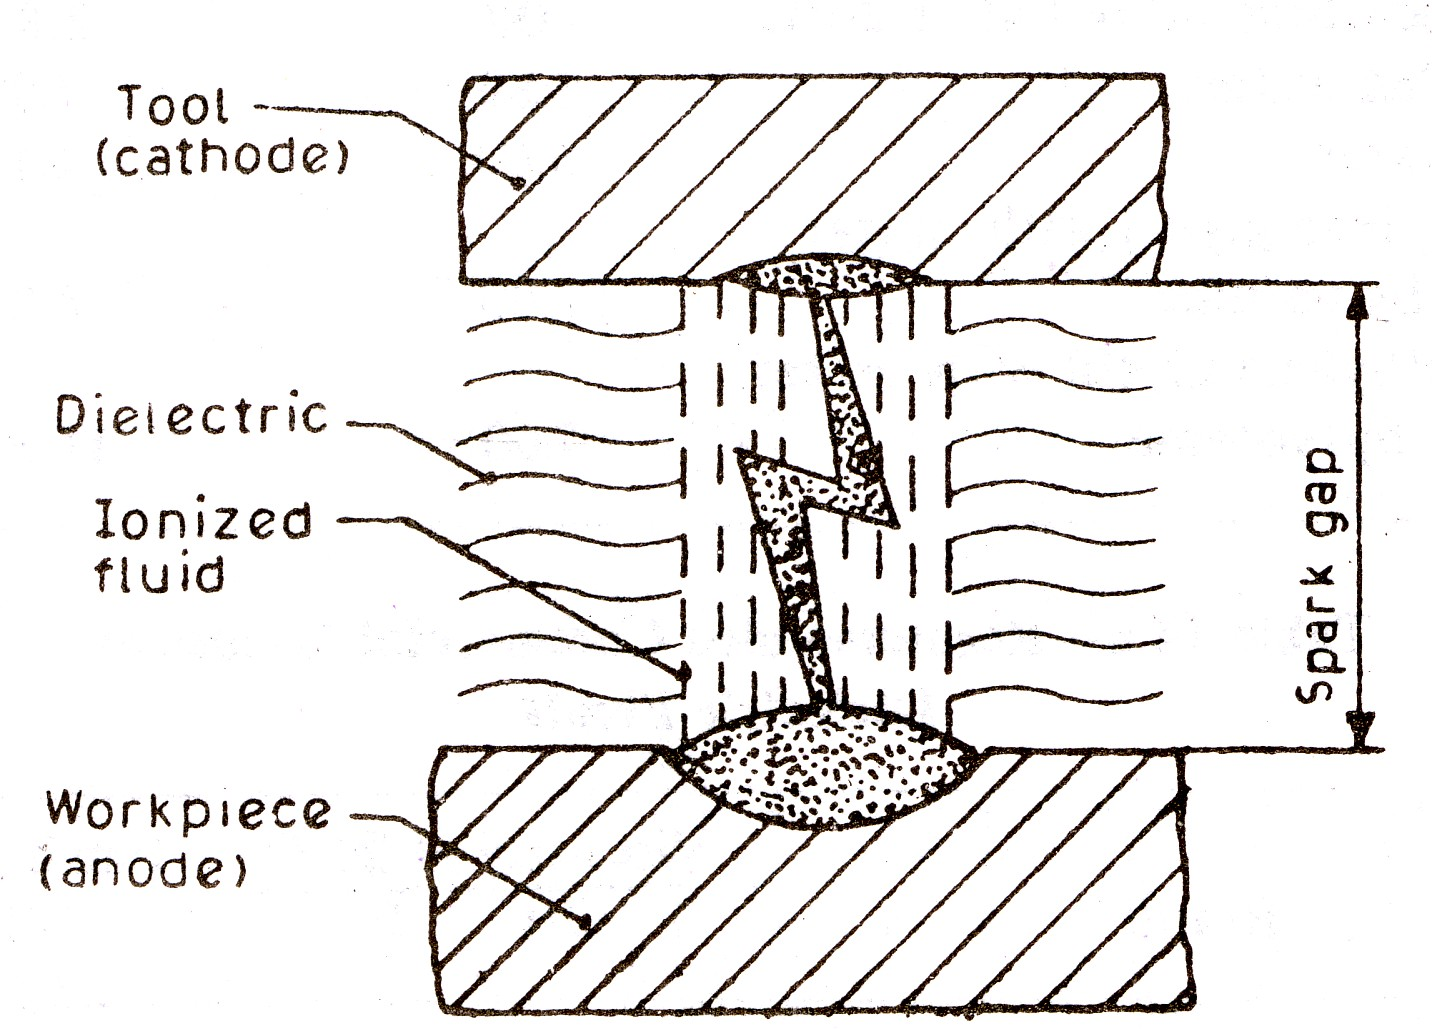 Tool
(cathode)
Dielectric
Ionized
fluid
Spark gap
Workpiece
(anode)